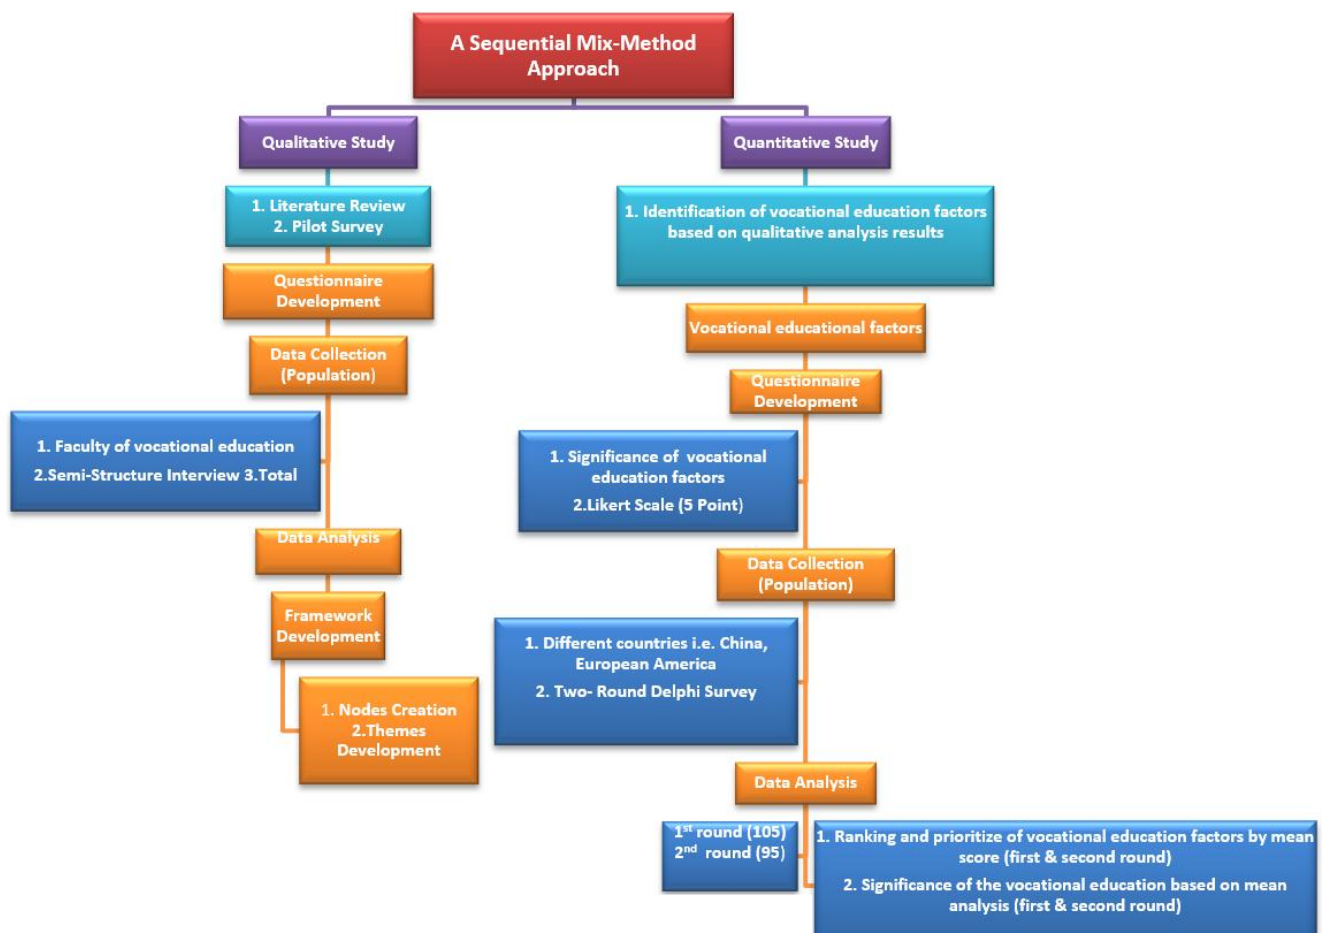 A Sequential Mix-Method
Approach
Qualitative Study
1. Literature Review
2. Pilot Survey
Questionnaire
Development
Data Collection
(Population)
1. Faculty of vocational education
2.Semi-Structure Interview 3.Total
Data Analysis
Framework
Development
1. Nodes Creation
2.Themes
Development
Quantitative Study
1. Identification of vocational education factors
based on qualitative analysis results
Vocational educational factors
Questionnaire
Development
1. Significance of vocational
education factors
2.Likert Scale (5 Point)
Data Collection
(Population)
1. Different countries i.e. China,
European America
2. Two- Round Delphi Survey
Data Analysis
1st round (105)
2nd round (95)
1. Ranking and prioritize of vocational education factors by mean
score (first & second round)
2. Significance of the vocational education based on mean
analysis (first & second round)